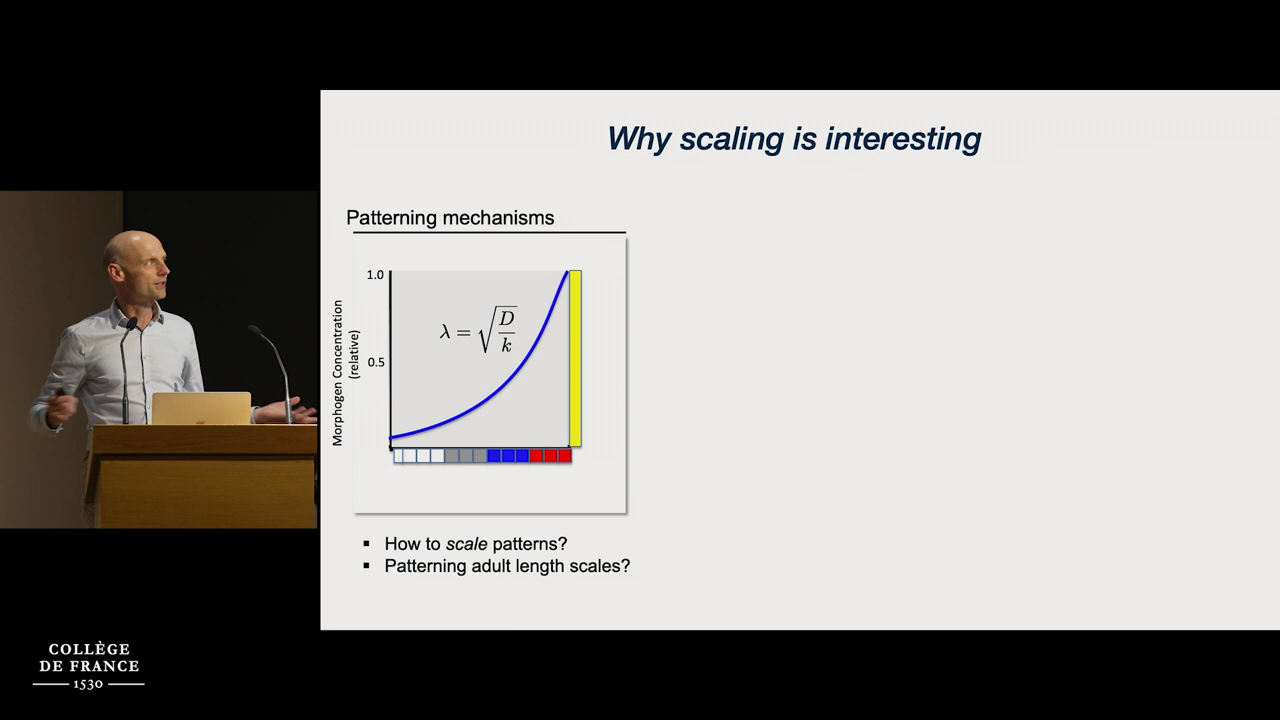 Why scaling is interesting
Patterning mechanisms
1.0
0.5
Morphogen Concentration
(relative)
λ = √D/k
▪ How to scale patterns?
▪ Patterning adult length scales?
COLLÈGE
DE FRANCE
1530